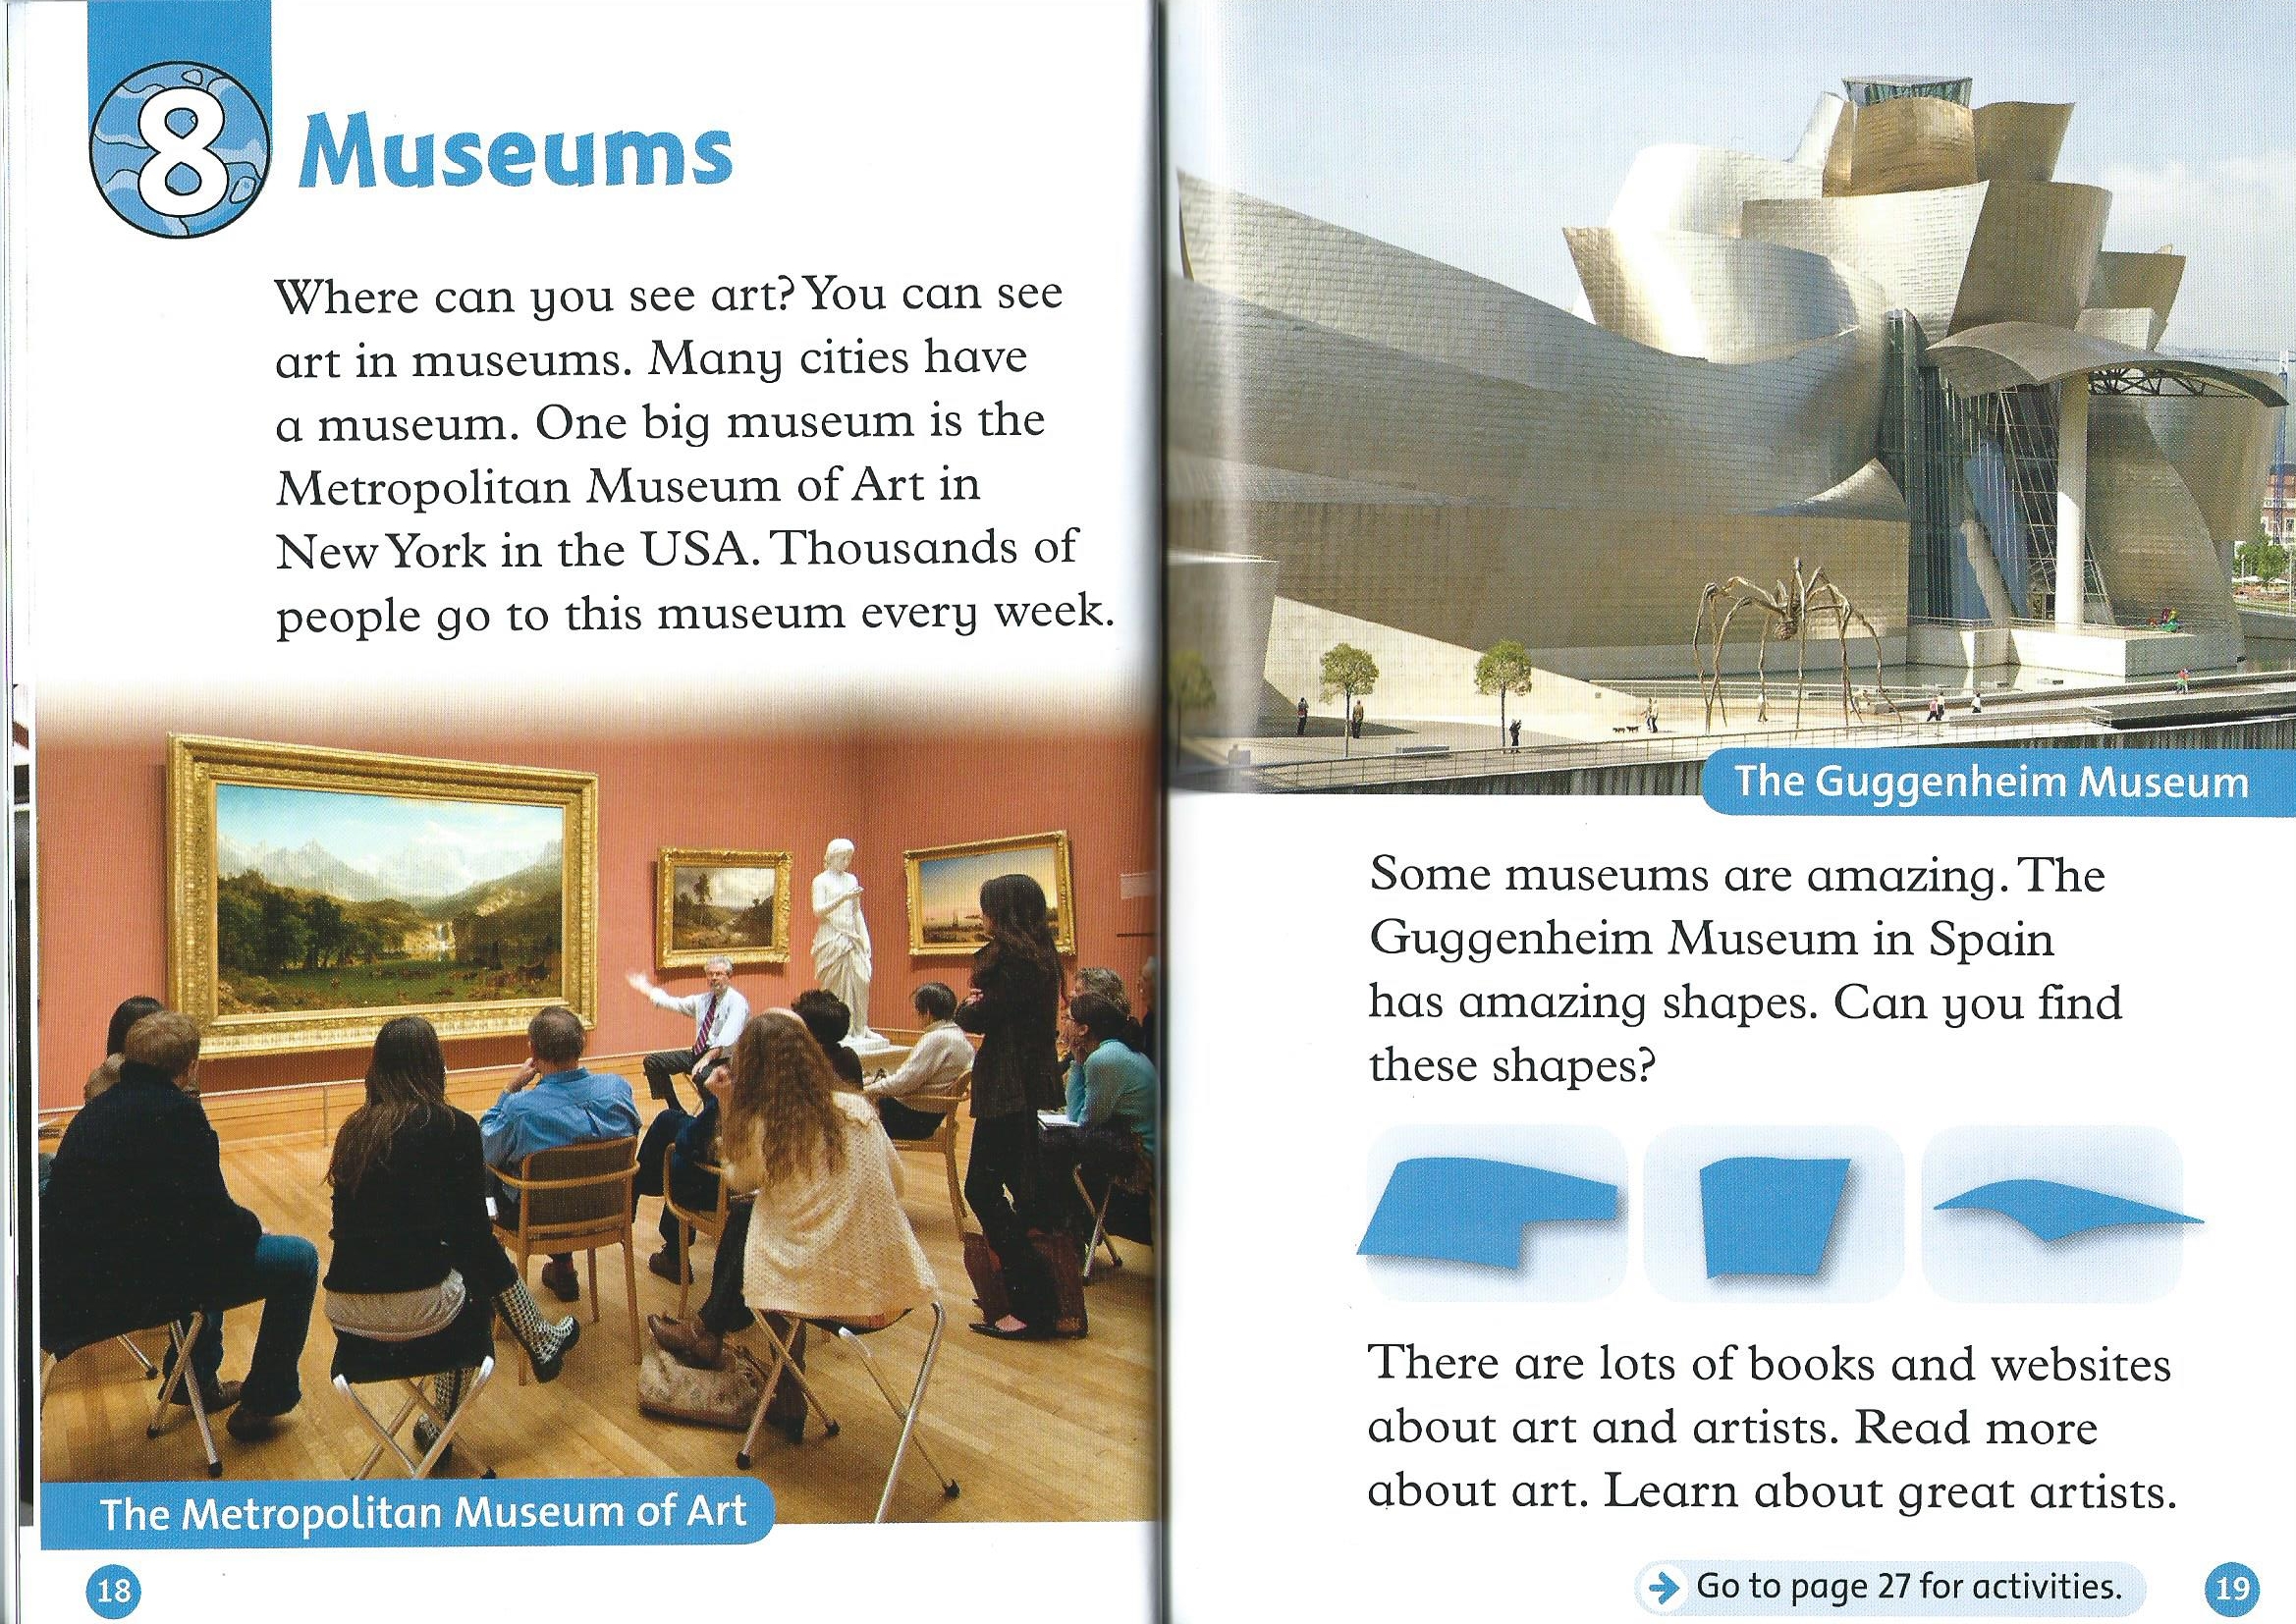 8
Museums
Where can you see art? You can see
art in museums. Many cities have
a museum. One big museum is the
Metropolitan Museum of Art in
New York in the USA. Thousands of
people go to this museum every week.
The Metropolitan Museum of Art
18
The Guggenheim Museum
Some museums are amazing. The
Guggenheim Museum in Spain
has amazing shapes. Can you find
these shapes?
There are lots of books and websites
about art and artists. Read more
about art. Learn about great artists.
Go to page 27 for activities.
19